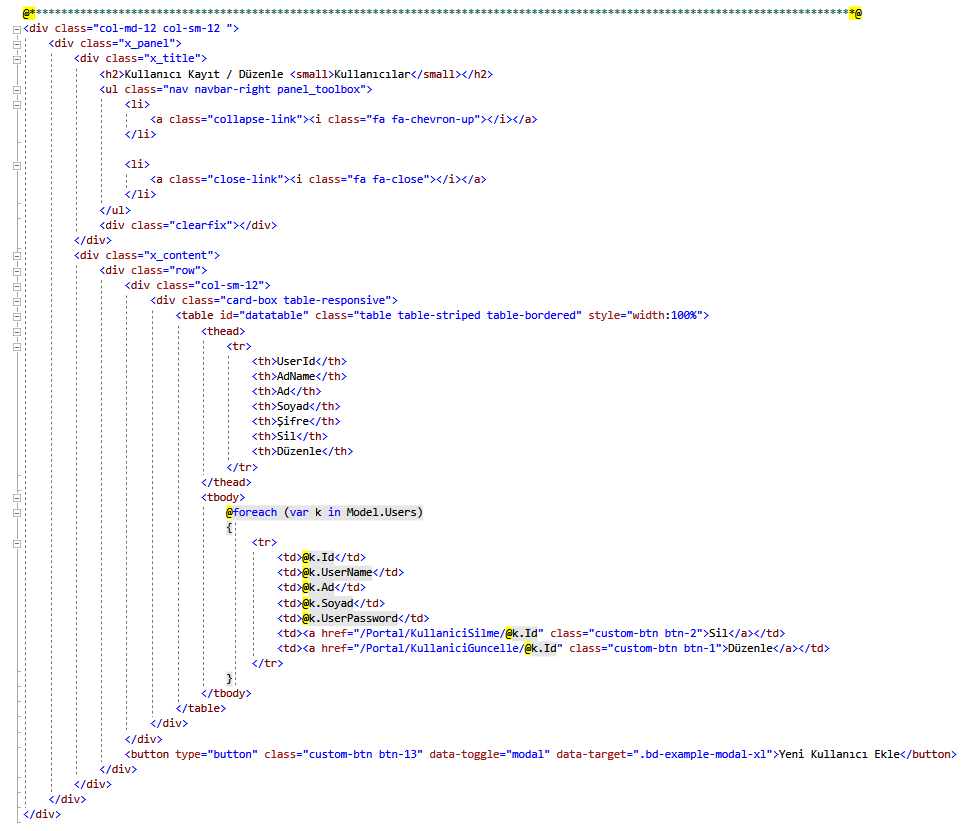 @*********************************************************************************************************************************@
<div class="col-md-12 col-sm-12 ">
<div class="x_panel">
<div class="x_title">
<h2>Kullanıcı Kayıt / Düzenle <small>Kullanıcılar</small></h2>
<ul class="nav navbar-right panel_toolbox">
<li>
<a class="collapse-link"><i class="fa fa-chevron-up"></i></a>
</li>
<li>
<a class="close-link"><i class="fa fa-close"></i></a>
</li>
</ul>
<div class="clearfix"></div>
</div>
<div class="x_content">
<div class="row">
<div class="col-sm-12">
<div class="card-box table-responsive">
<table id="datatable" class="table table-striped table-bordered" style="width:100%">
<thead>
<tr>
<th>UserId</th>
<th>AdName</th>
<th>Ad</th>
<th>Soyad</th>
<th>Şifre</th>
<th>Sil</th>
<th>Düzenle</th>
</tr>
</thead>
<tbody>
@foreach (var k in Model.Users)
{
<tr>
<td>@k.Id</td>
<td>@k.UserName</td>
<td>@k.Ad</td>
<td>@k.Soyad</td>
<td>@k.UserPassword</td>
<td><a href="/Portal/KullaniciSilme/@k.Id" class="custom-btn btn-2">Sil</a></td>
<td><a href="/Portal/KullaniciGuncelle/@k.Id" class="custom-btn btn-1">Düzenle</a></td>
</tr>
}
</tbody>
</table>
</div>
</div>
<button type="button" class="custom-btn btn-13" data-toggle="modal" data-target=".bd-example-modal-xl">Yeni Kullanıcı Ekle</button>
</div>
</div>
</div>
</div>